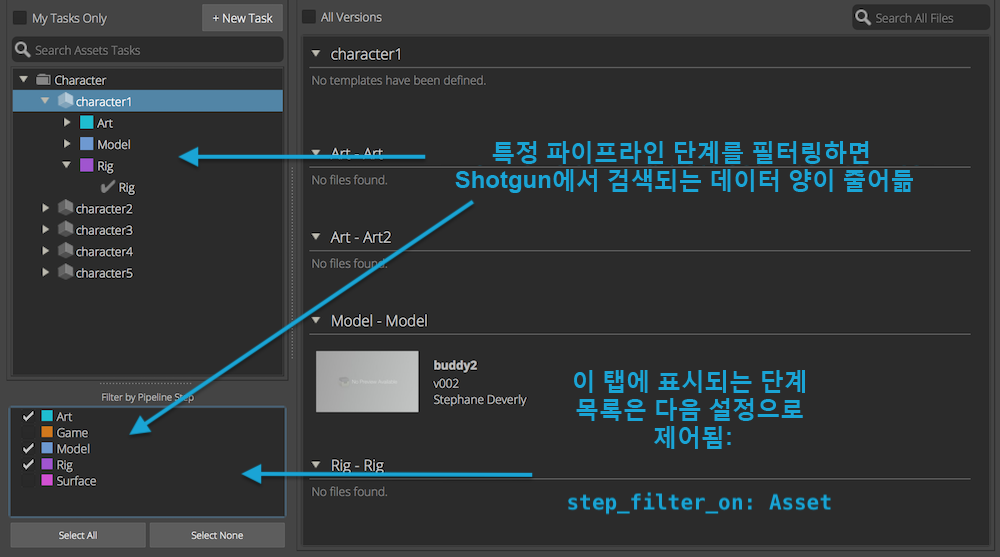 My Tasks Only
+ New Task
Search Assets Tasks
Character
character1
Art
Model
Rig
Rig
character2
character3
character4
character5
Filter by Pipeline Step
Art
Game
Model
Rig
Surface
Select All
Select None
All Versions
Search All Files
character1
No templates have been defined.
Art - Art
No files found.
특정 파이프라인 단계를 필터링하면
Shotgun에서 검색되는 데이터 양이 줄어듦
Art - Art2
No files found.
Model - Model
No Preview Available
buddy2
v002
Stephane Deverly
이 탭에 표시되는 단계
목록은 다음 설정으로
제어됨:
Rig - Rig
No files found.
step_filter_on: Asset